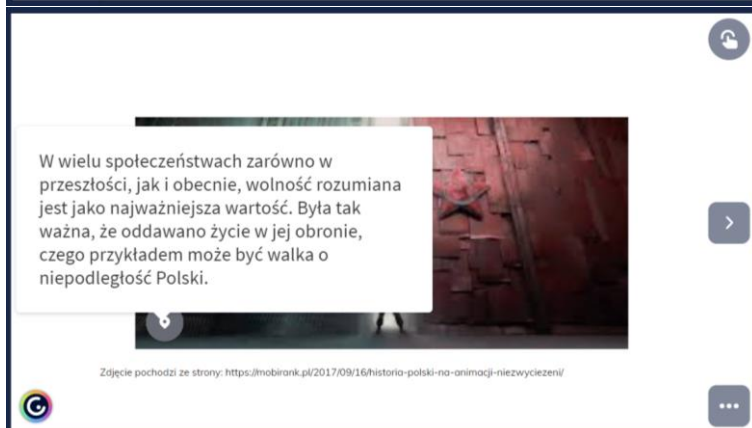 W wielu społeczeństwach zarówno w
przeszłości, jak i obecnie, wolność rozumiana
jest jako najważniejsza wartość. Była tak
ważna, że oddawano życie w jej obronie,
czego przykładem może być walka o
niepodległość Polski.
Zdjęcie pochodzi ze strony: https://mobirank.pl/2017/09/16/historia-polski-na-animacji-niezwyciezeni/